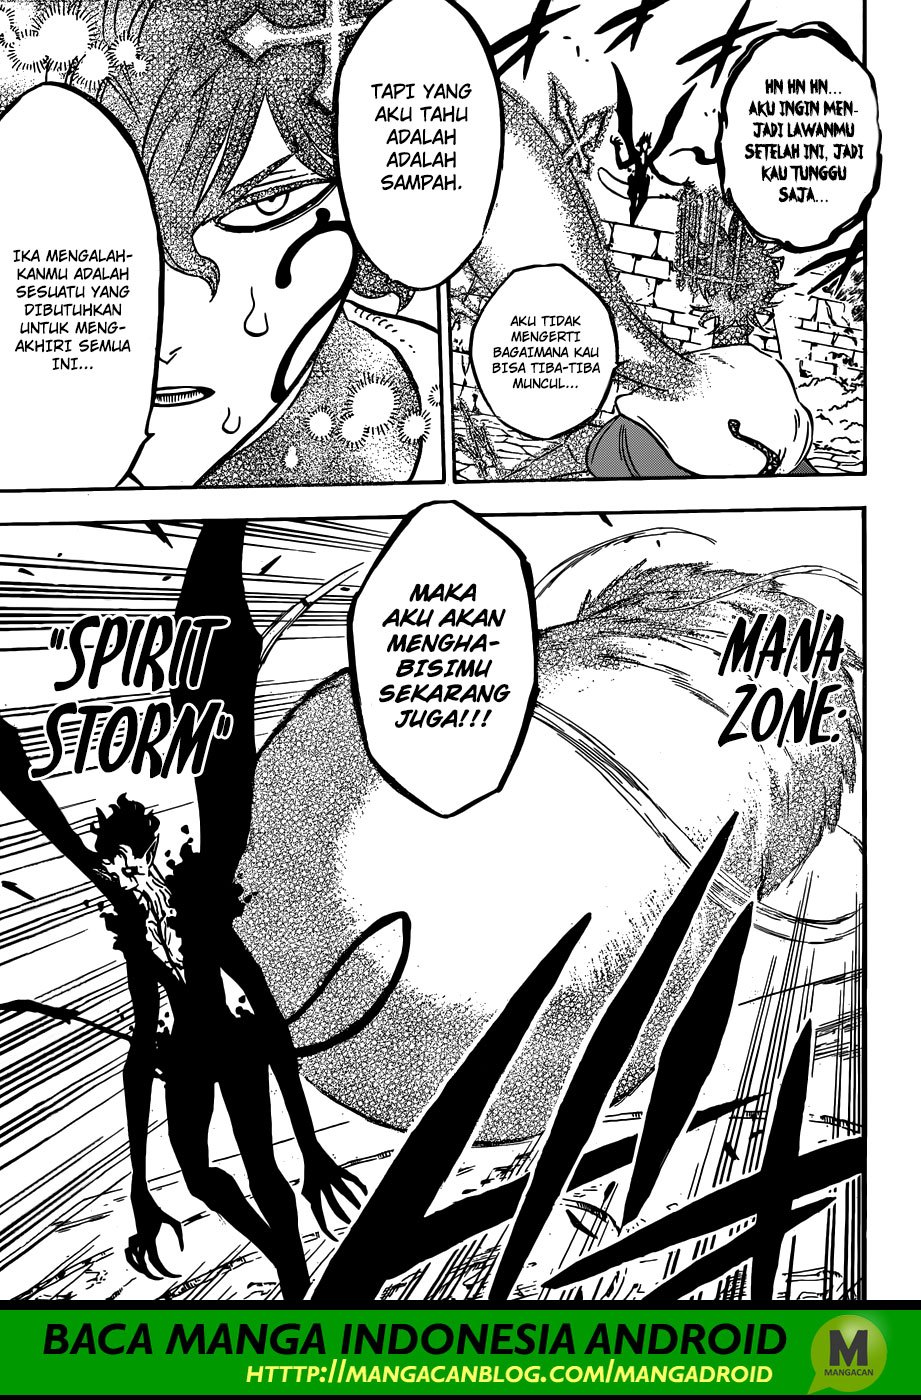 HN HN HN...
AKU INGIN MEN-
JADI LAWANMU
SETELAH INI, JADI
KAU TUNGGU
SAJA...
AKU TIDAK
MENGERTI
BAGAIMANA KAU
BISA TIBA-TIBA
MUNCUL...
TAPI YANG
AKU TAHU
ADALAH
ADALAH
SAMPAH.
IKA MENGALAH-
KANMU ADALAH
SESUATU YANG
DIBUTUHKAN
UNTUK MENG-
AKHIRI SEMUA
INI...
MAKA
AKU AKAN
MENGHA-
BISIMU
SEKARANG
JUGA!!!
MANA
ZONE:
"SPIRIT
STORM"
BACA MANGA INDONESIA ANDROID
HTTTP://MANGACANBLOG.COM/MANGADROID
M
MANGACAN